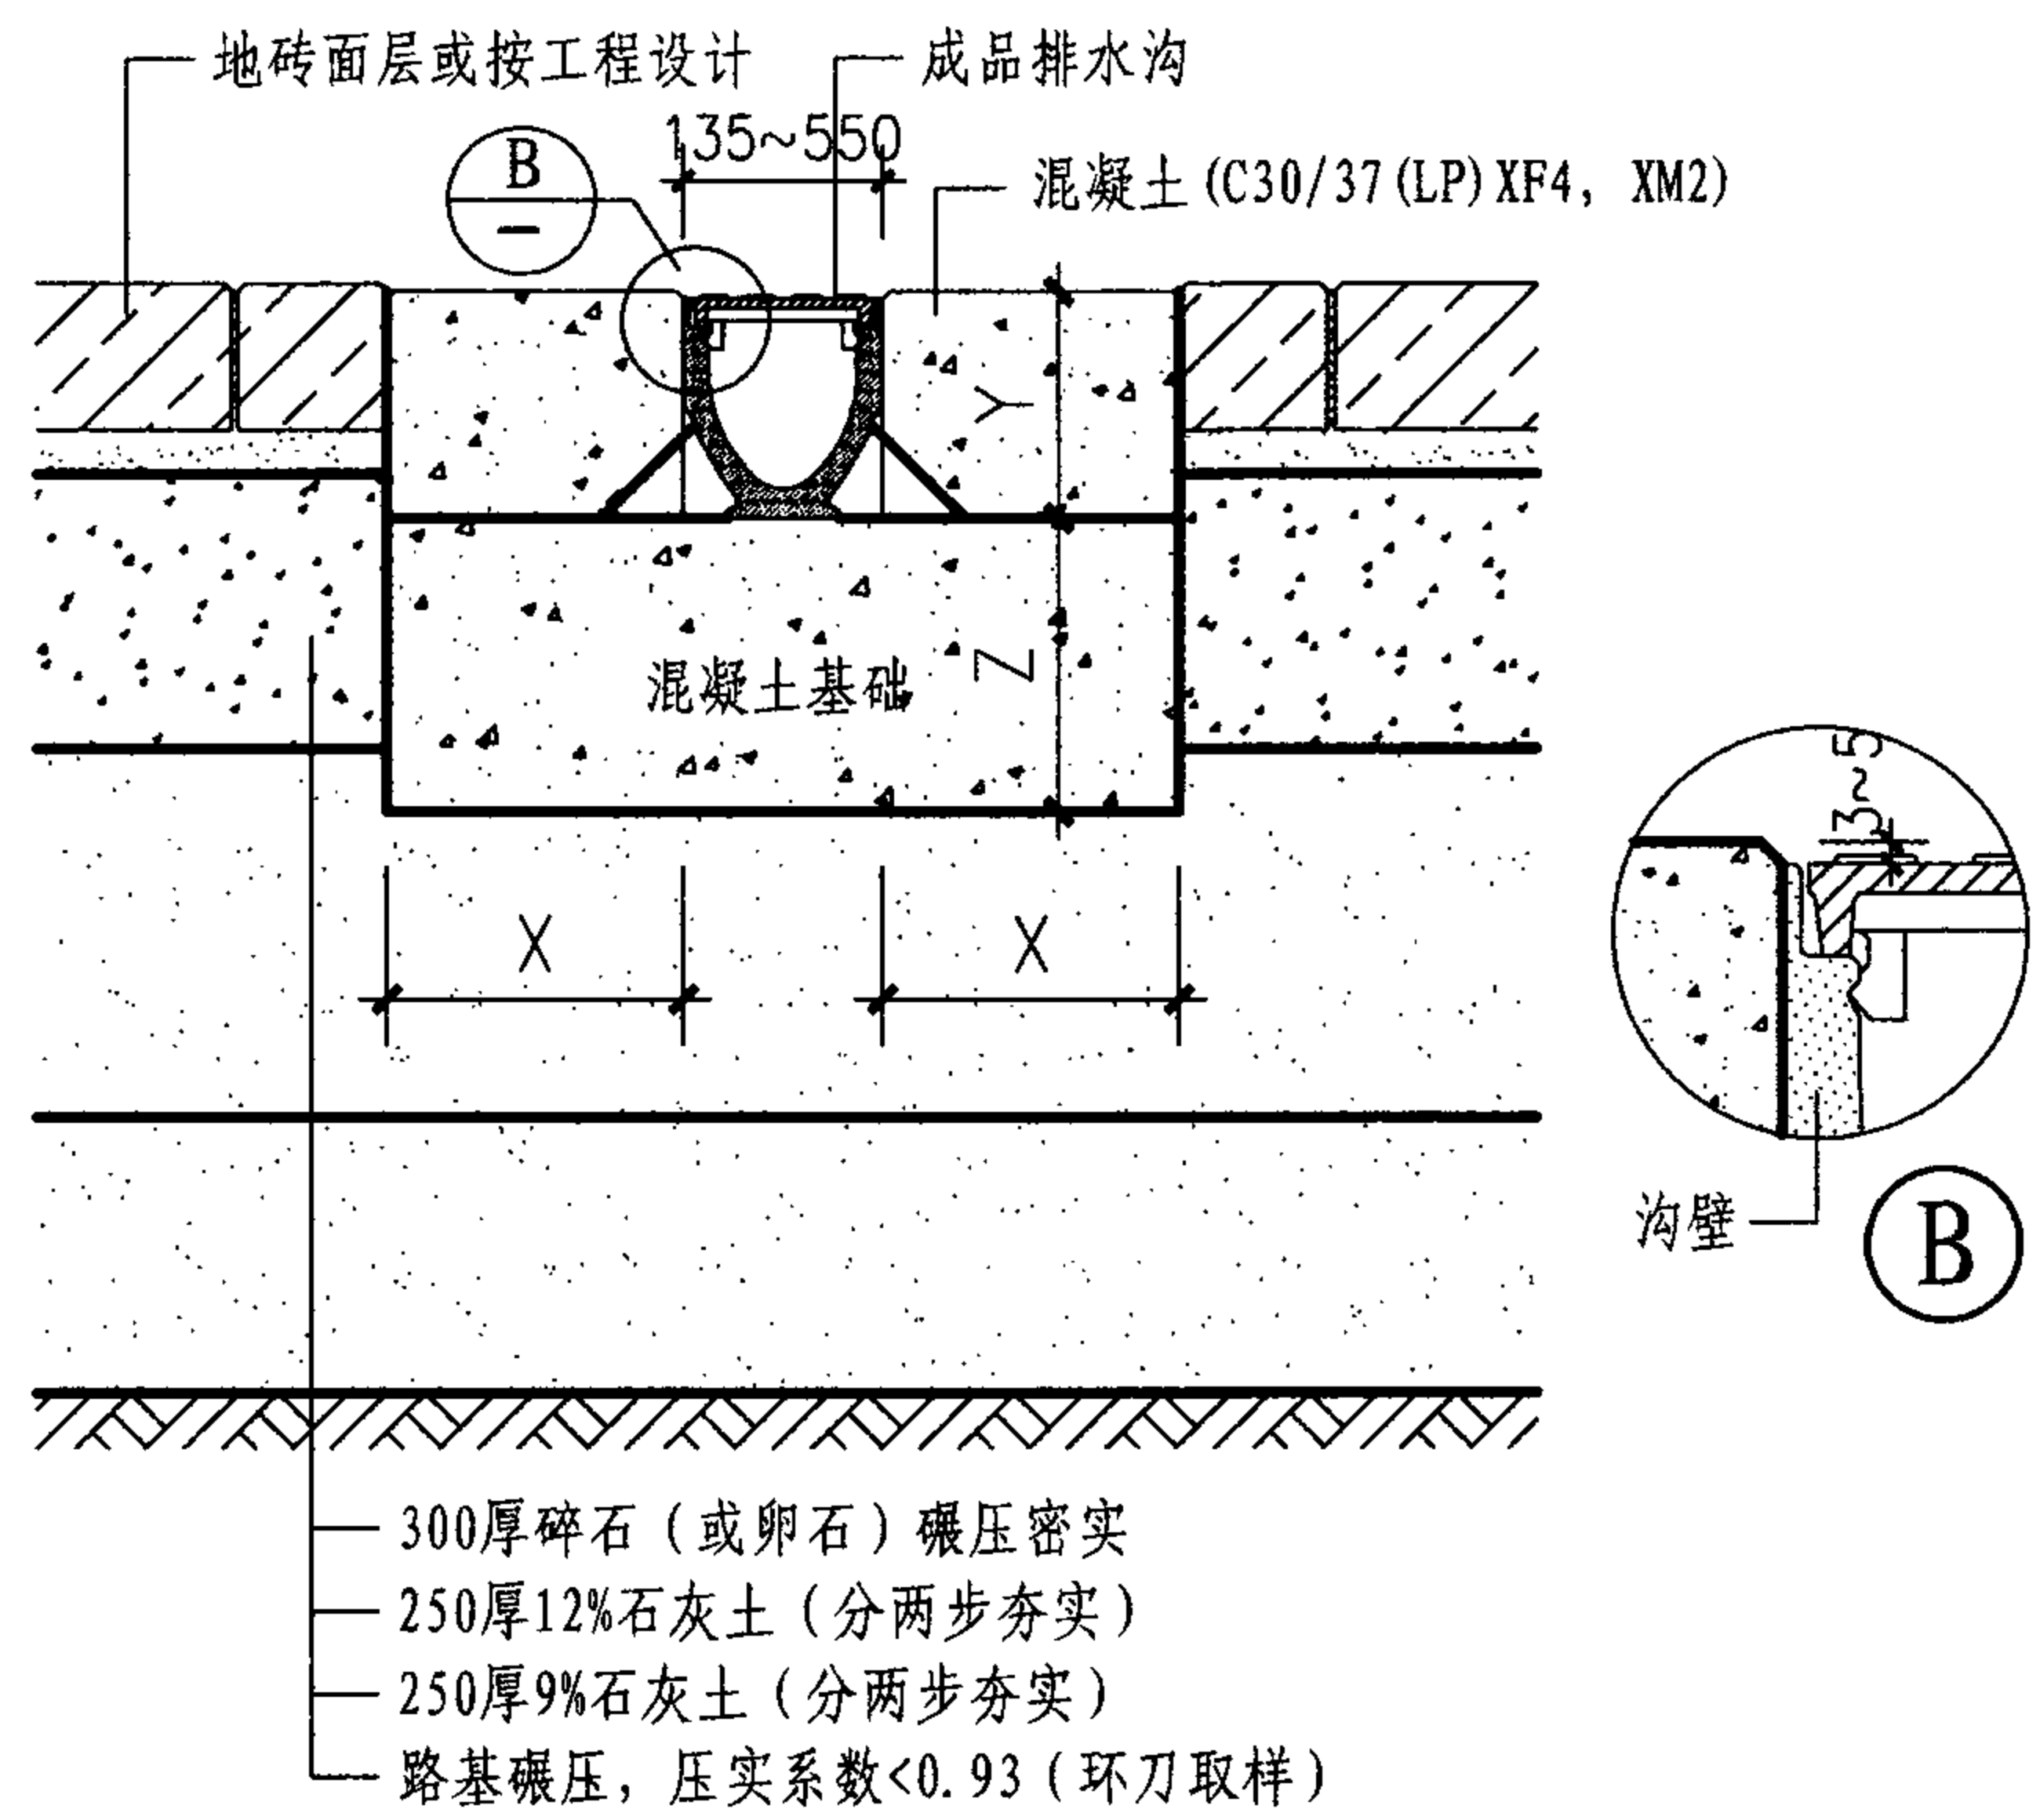 地砖面层或按工程设计
成品排水沟
135~550
B
—
混凝土(C30/37(LP)XF4, XM2)
Y
Z
混凝土基础
3~5
X
X
沟壁
B
300厚碎石(或卵石)碾压密实
250厚12%石灰土(分两步夯实)
250厚9%石灰土(分两步夯实)
路基碾压, 压实系数<0.93(环刀取样)